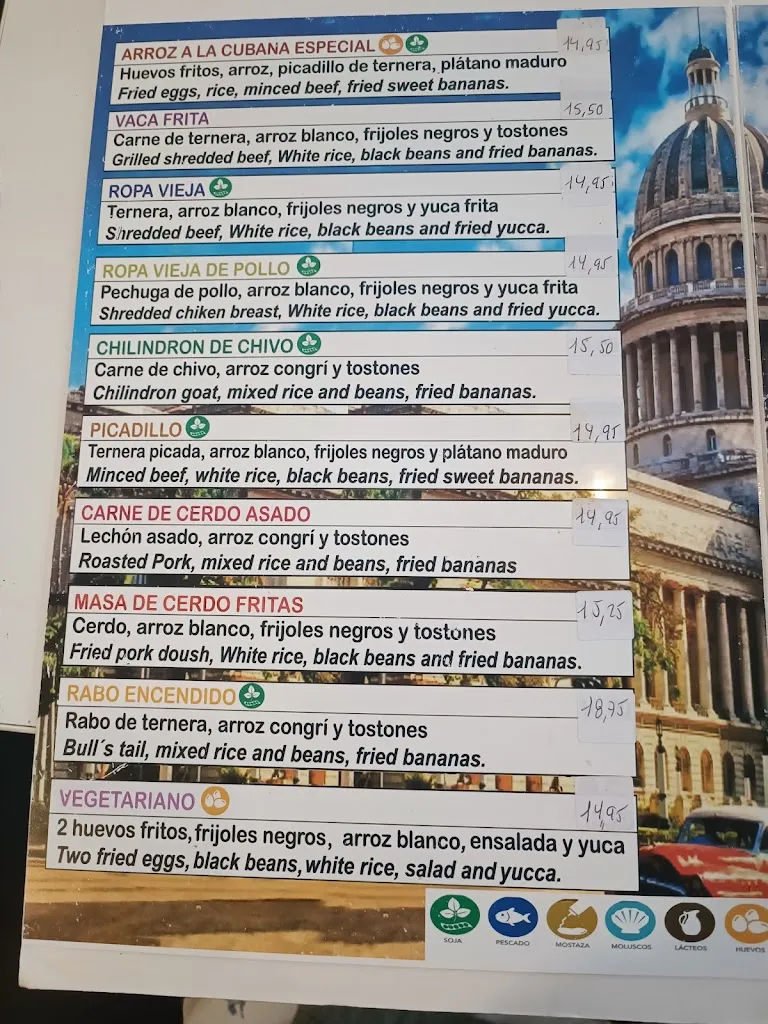 ARROZ A LA CUBANA ESPECIAL 14,95
Huevos fritos, arroz, picadillo de ternera, plátano maduro
Fried eggs, rice, minced beef, fried sweet bananas.
VACA FRITA 15,50
Carne de ternera, arroz blanco, frijoles negros y tostones
Grilled shredded beef, White rice, black beans and fried bananas.
ROPA VIEJA 14,95
Ternera, arroz blanco, frijoles negros y yuca frita
Shredded beef, White rice, black beans and fried yucca.
ROPA VIEJA DE POLLO 14,95
Pechuga de pollo, arroz blanco, frijoles negros y yuca frita
Shredded chiken breast, White rice, black beans and fried yucca.
CHILINDRON DE CHIVO 15,50
Carne de chivo, arroz congrí y tostones
Chilindron goat, mixed rice and beans, fried bananas.
PICADILLO 14,95
Ternera picada, arroz blanco, frijoles negros y plátano maduro
Minced beef, white rice, black beans, fried sweet bananas.
CARNE DE CERDO ASADO 14,95
Lechón asado, arroz congrí y tostones
Roasted Pork, mixed rice and beans, fried bananas
MASA DE CERDO FRITAS 15,25
Cerdo, arroz blanco, frijoles negros y tostones
Fried pork doush, White rice, black beans and fried bananas.
RABO ENCENDIDO 18,75
Rabo de ternera, arroz congrí y tostones
Bull´s tail, mixed rice and beans, fried bananas.
VEGETARIANO 14,95
2 huevos fritos, frijoles negros, arroz blanco, ensalada y yuca
Two fried eggs, black beans, white rice, salad and yucca.
SOJA PESCADO MOSTAZA MOLUSCOS LÁCTEOS HUEVOS